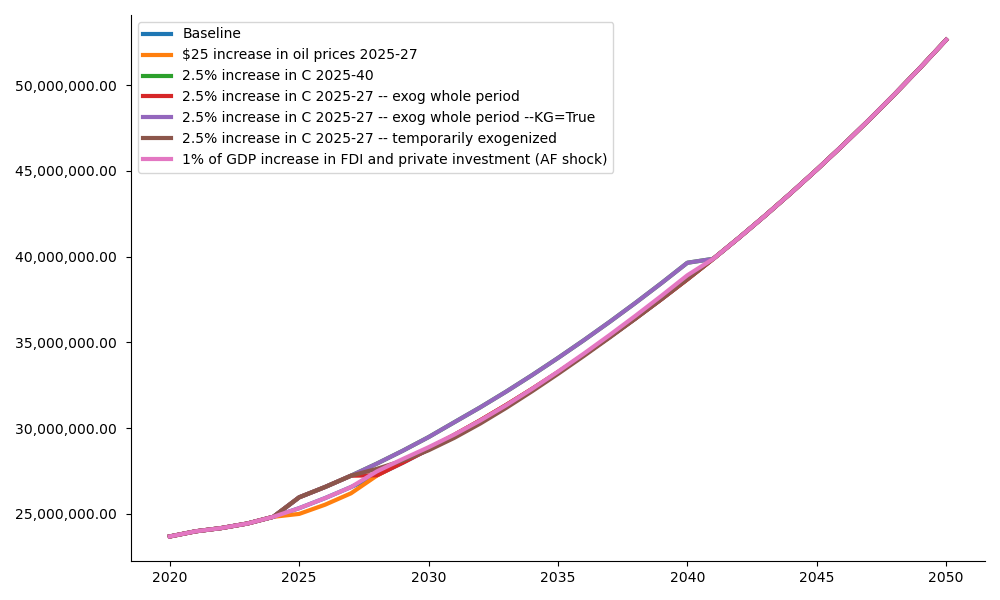 Baseline
$25 increase in oil prices 2025-27
2.5% increase in C 2025-40
2.5% increase in C 2025-27 -- exog whole period
2.5% increase in C 2025-27 -- exog whole period --KG=True
2.5% increase in C 2025-27 -- temporarily exogenized
1% of GDP increase in FDI and private investment (AF shock)
50,000,000.00
45,000,000.00
40,000,000.00
35,000,000.00
30,000,000.00
25,000,000.00
2020 2025 2030 2035 2040 2045 2050